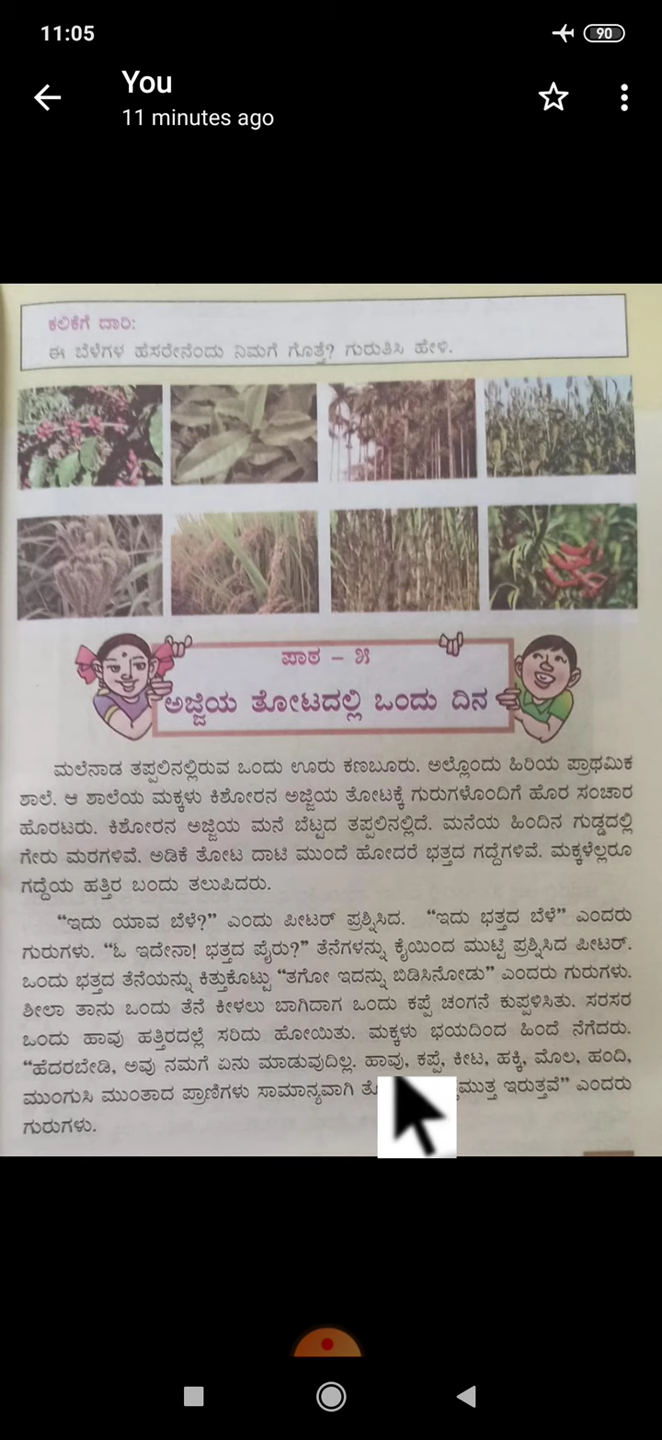 11:05
90
You
11 minutes ago
ಕಲಿಕೆಗೆ ದಾರಿ:
ಈ ಬೆಳೆಗಳ ಹೆಸರೇನೆಂದು ನಿಮಗೆ ಗೊತ್ತೆ? ಗುರುತಿಸಿ ಹೇಳಿ.
ಪಾಠ – ೫
ಅಜ್ಜಿಯ ತೋಟದಲ್ಲಿ ಒಂದು ದಿನ
ಮಲೆನಾಡ ತಪ್ಪಲಿನಲ್ಲಿರುವ ಒಂದು ಊರು ಕಣಬೂರು. ಅಲ್ಲೊಂದು ಹಿರಿಯ ಪ್ರಾಥಮಿಕ
ಶಾಲೆ. ಆ ಶಾಲೆಯ ಮಕ್ಕಳು ಕಿಶೋರನ ಅಜ್ಜಿಯ ತೋಟಕ್ಕೆ ಗುರುಗಳೊಂದಿಗೆ ಹೊರ ಸಂಚಾರ
ಹೊರಟರು. ಕಿಶೋರನ ಅಜ್ಜಿಯ ಮನೆ ಬೆಟ್ಟದ ತಪ್ಪಲಿನಲ್ಲಿದೆ. ಮನೆಯ ಹಿಂದಿನ ಗುಡ್ಡದಲ್ಲಿ
ಗೇರು ಮರಗಳಿವೆ. ಅಡಿಕೆ ತೋಟ ದಾಟಿ ಮುಂದೆ ಹೋದರೆ ಭತ್ತದ ಗದ್ದೆಗಳಿವೆ. ಮಕ್ಕಳೆಲ್ಲರೂ
ಗದ್ದೆಯ ಹತ್ತಿರ ಬಂದು ತಲುಪಿದರು.
“ಇದು ಯಾವ ಬೆಳೆ?” ಎಂದು ಪೀಟರ್ ಪ್ರಶ್ನಿಸಿದ. “ಇದು ಭತ್ತದ ಬೆಳೆ” ಎಂದರು
ಗುರುಗಳು. “ಓ ಇದೇನಾ! ಭತ್ತದ ಪೈರು?” ತೆನೆಗಳನ್ನು ಕೈಯಿಂದ ಮುಟ್ಟಿ ಪ್ರಶ್ನಿಸಿದ ಪೀಟರ್.
ಒಂದು ಭತ್ತದ ತೆನೆಯನ್ನು ಕಿತ್ತುಕೊಟ್ಟು “ತಗೋ ಇದನ್ನು ಬಿಡಿಸಿನೋಡು” ಎಂದರು ಗುರುಗಳು.
ಶೀಲಾ ತಾನು ಒಂದು ತೆನೆ ಕೀಳಲು ಬಾಗಿದಾಗ ಒಂದು ಕಪ್ಪೆ ಚಂಗನೆ ಕುಪ್ಪಳಿಸಿತು. ಸರಸರ
ಒಂದು ಹಾವು ಹತ್ತಿರದಲ್ಲೆ ಸರಿದು ಹೋಯಿತು. ಮಕ್ಕಳು ಭಯದಿಂದ ಹಿಂದೆ ನೆಗೆದರು.
“ಹೆದರಬೇಡಿ, ಅವು ನಮಗೆ ಏನು ಮಾಡುವುದಿಲ್ಲ. ಹಾವು, ಕಪ್ಪೆ, ಕೀಟ, ಹಕ್ಕಿ, ಮೊಲ, ಹಂದಿ,
ಮುಂಗುಸಿ ಮುಂತಾದ ಪ್ರಾಣಿಗಳು ಸಾಮಾನ್ಯವಾಗಿ ಇರುತ್ತವೆ” ಎಂದರು
ಗುರುಗಳು.